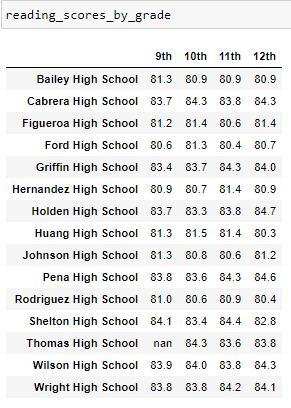 reading_scores_by_grade
9th 10th 11th 12th
Bailey High School 81.3 80.9 80.9 80.9
Cabrera High School 83.7 84.3 83.8 84.3
Figueroa High School 81.2 81.4 80.6 81.4
Ford High School 80.6 81.3 80.4 80.7
Griffin High School 83.4 83.7 84.3 84.0
Hernandez High School 80.9 80.7 81.4 80.9
Holden High School 83.7 83.3 83.8 84.7
Huang High School 81.3 81.5 81.4 80.3
Johnson High School 81.3 80.8 80.6 81.2
Pena High School 83.8 83.6 84.3 84.6
Rodriguez High School 81.0 80.6 80.9 80.4
Shelton High School 84.1 83.4 84.4 82.8
Thomas High School nan 84.3 83.6 83.8
Wilson High School 83.9 84.0 83.8 84.3
Wright High School 83.8 83.8 84.2 84.1